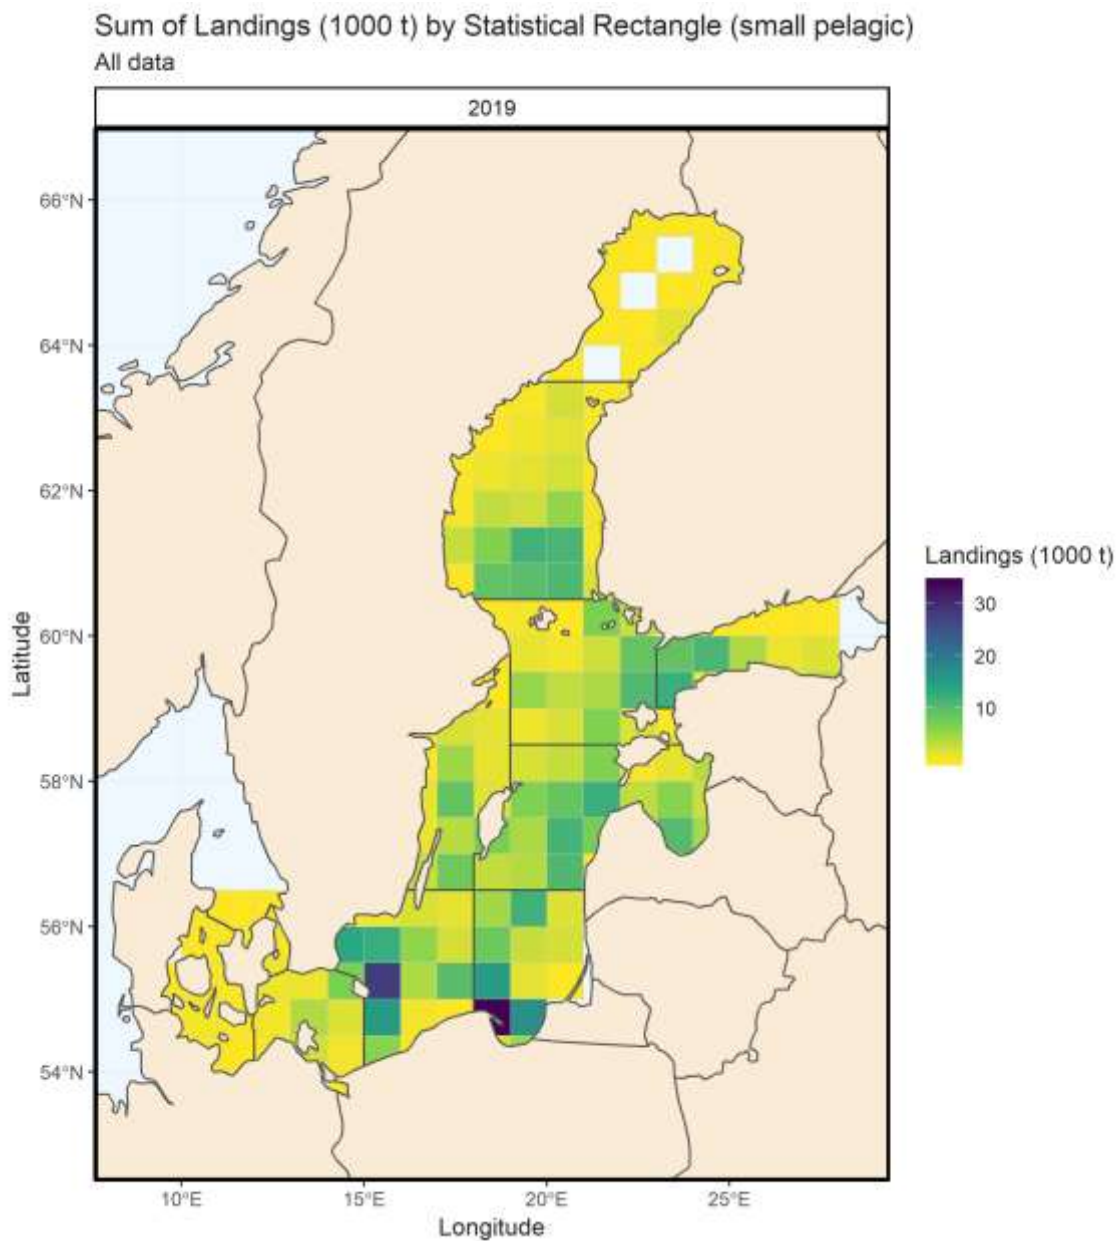 Sum of Landings (1000 t) by Statistical Rectangle (small pelagic)
All data
2019
66°N
64°N
62°N
60°N
58°N
56°N
54°N
Latitude
10°E
15°E
20°E
25°E
Longitude
Landings (1000 t)
30
20
10